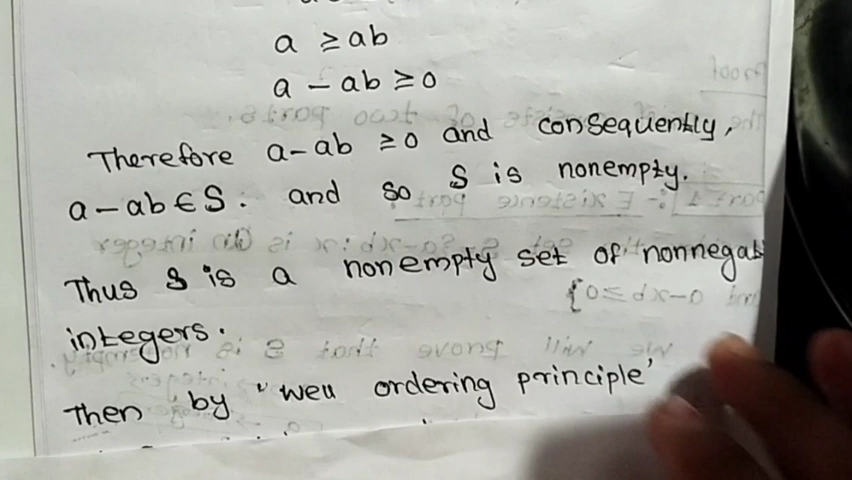 a ≥ ab
a - ab ≥ 0
Therefore a - ab ≥ 0 and consequently,
a - ab ∈ S. and so S is nonempty.
Thus S is a nonempty set of nonnegat
integers.
Then by "well ordering principle'